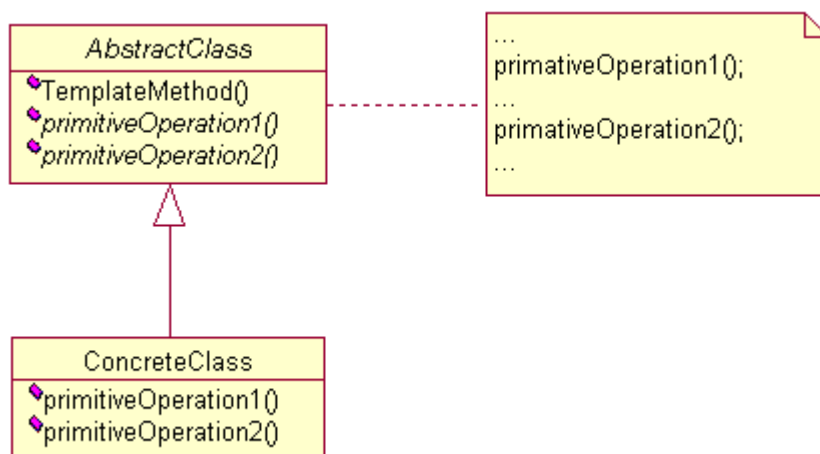 AbstractClass
TemplateMethod()
primitiveOperation1()
primitiveOperation2()
...
primativeOperation1();
...
primativeOperation2();
...
ConcreteClass
primitiveOperation1()
primitiveOperation2()